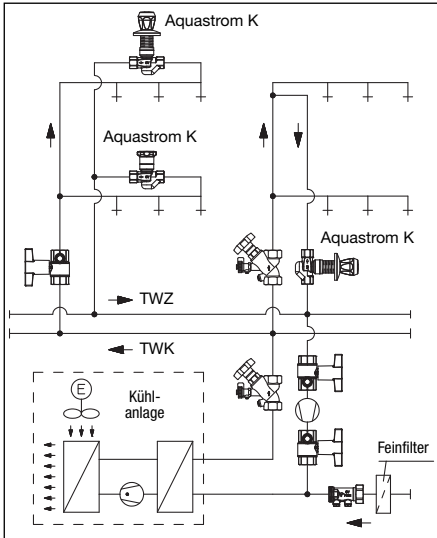 Aquastrom K
Aquastrom K
Aquastrom K
TWZ
TWK
E
Kühl-
anlage
Feinfilter